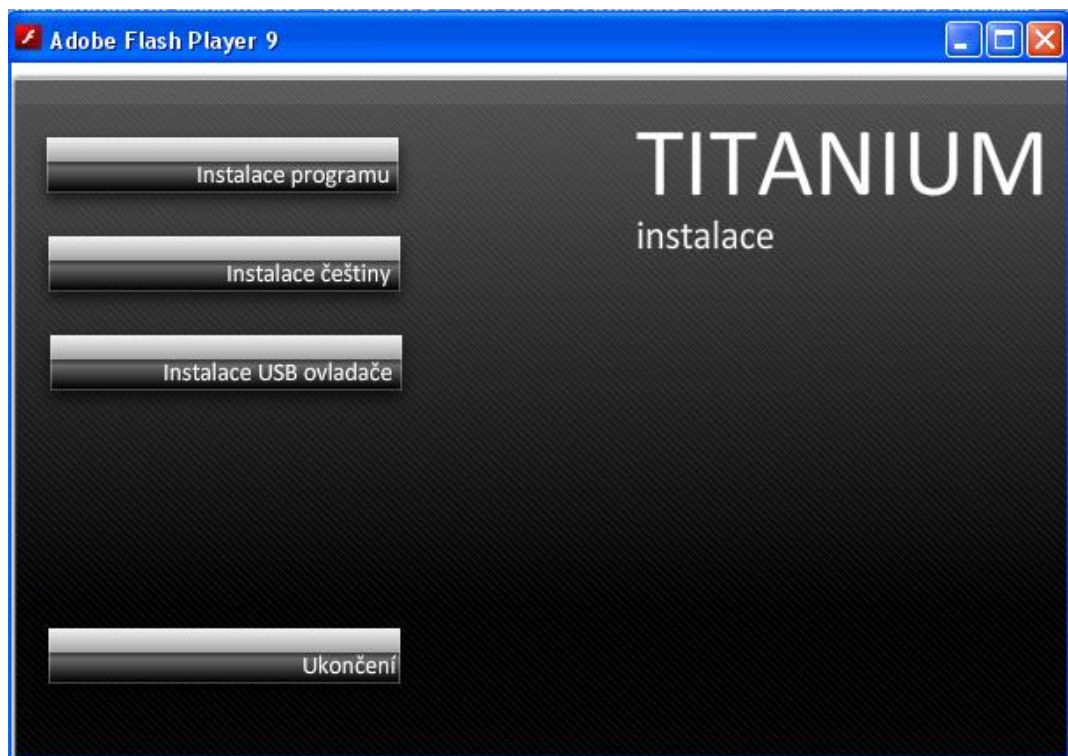 Adobe Flash Player 9
TITANIUM
instalace
Instalace programu
Instalace češtiny
Instalace USB ovladače
Ukončení